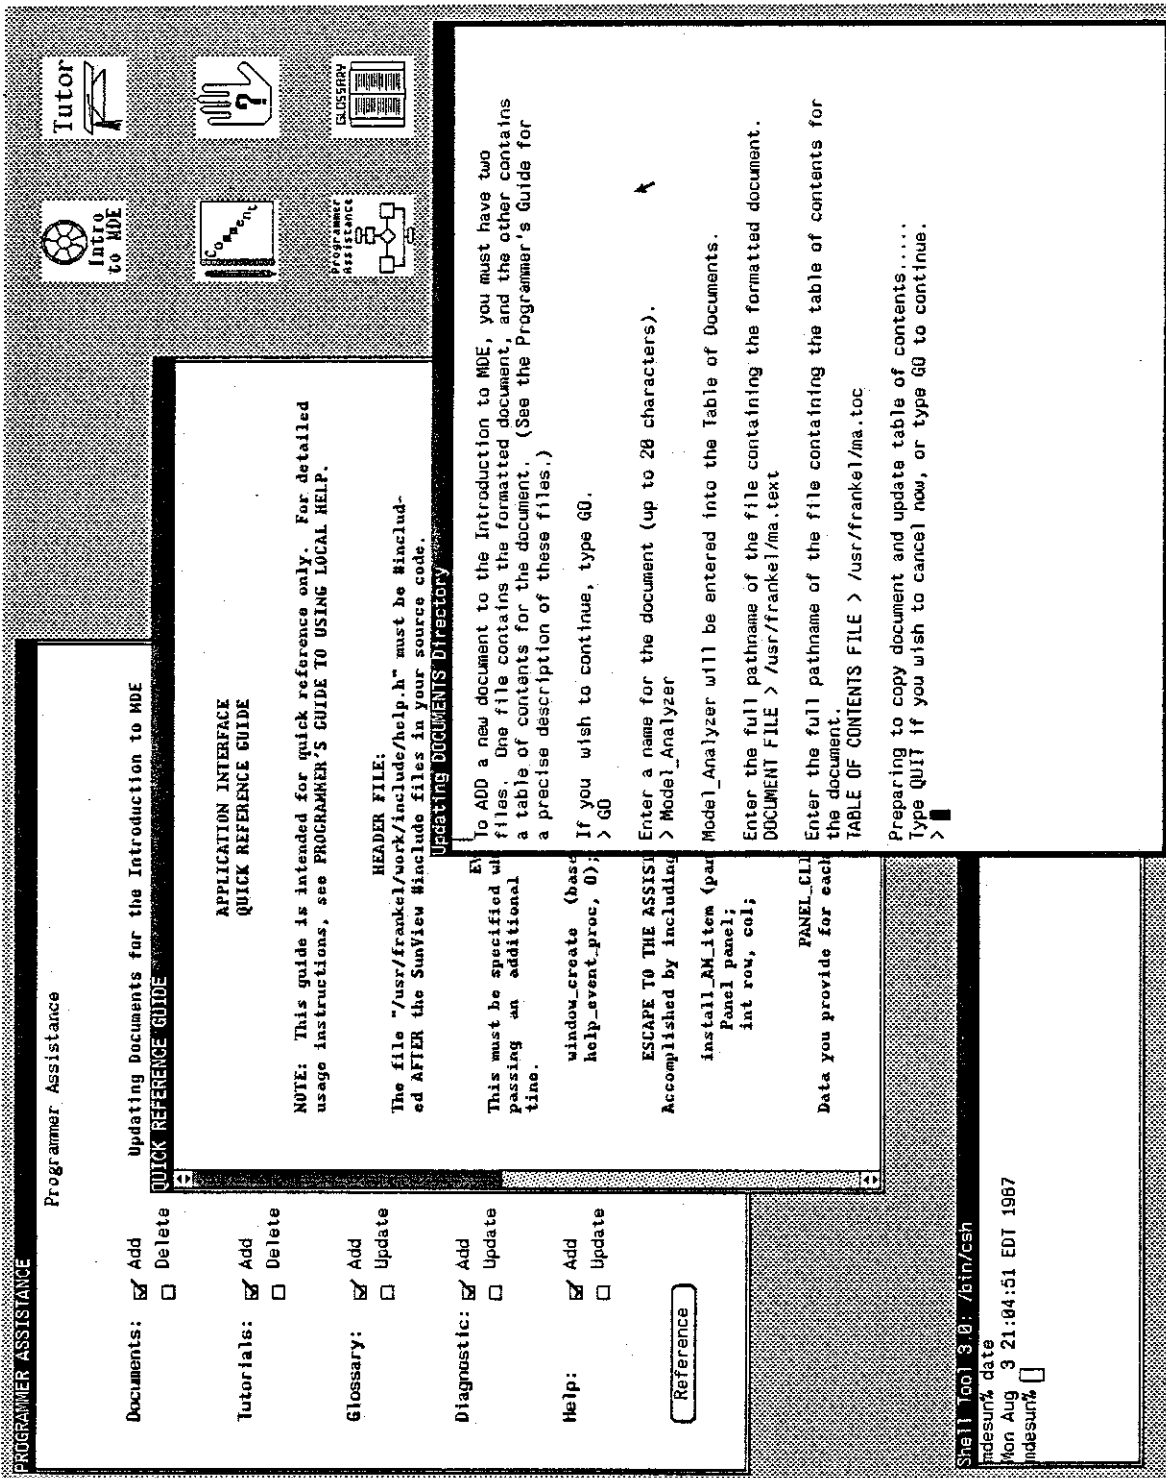 PROGRAMMER ASSISTANCE
Programmer Assistance
Documents: Add
Delete
Updating Documents for the Introduction to MDE
Tutorials: Add
Delete
Glossary: Add
Update
Diagnostic: Add
Update
Help: Add
Update
Reference
QUICK REFERENCE GUIDE
APPLICATION INTERFACE
QUICK REFERENCE GUIDE
NOTE: This guide is intended for quick reference only. For detailed
usage instructions, see PROGRAMMER'S GUIDE TO USING LOCAL HELP.
HEADER FILE:
The file "/usr/frankel/work/include/help.h" must be #includ-
ed AFTER the SunView #include files in your source code.
EV
This must be specified wh
passing an additional
tine.
window_create (base
help_event_proc, 0);
ESCAPE TO THE ASSIS
Accomplished by including
install_AM_item (pan
Panel panel;
int row, col;
PANEL_CLI
Data you provide for each
Tutor
Intro
to MDE
?
Comment
GLOSSARY
Programmer
Assistance
Updating DOCUMENTS Directory
To ADD a new document to the Introduction to MDE, you must have two
files. One file contains the formatted document, and the other contains
a table of contents for the document. (See the Programmer's Guide for
a precise description of these files.)
If you wish to continue, type GO.
> GO
Enter a name for the document (up to 20 characters).
> Model_Analyzer
Model_Analyzer will be entered into the Table of Documents.
Enter the full pathname of the file containing the formatted document.
DOCUMENT FILE > /usr/frankel/ma.text
Enter the full pathname of the file containing the table of contents for
the document.
TABLE OF CONTENTS FILE > /usr/frankel/ma.toc
Preparing to copy document and update table of contents.....
Type QUIT if you wish to cancel now, or type GO to continue.
>
Shell Tool 3.0: /bin/csh
mdesun% date
Mon Aug 3 21:04:51 EDT 1987
mdesun%